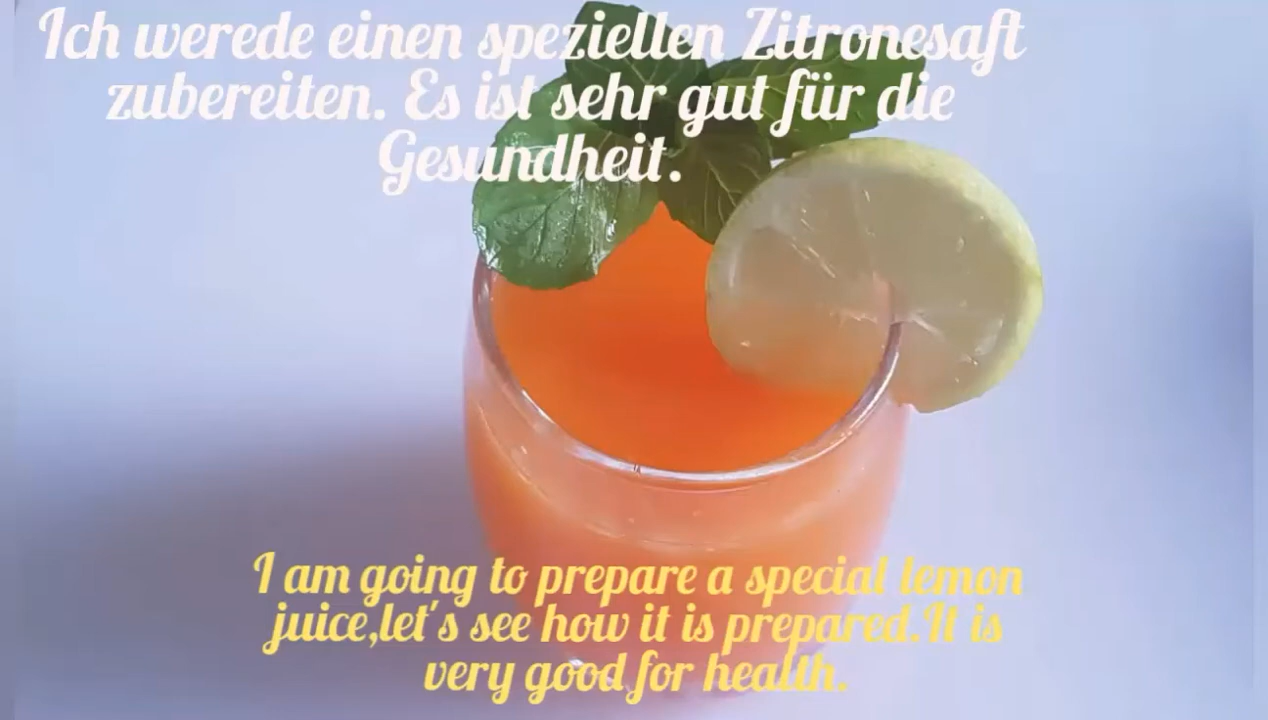 Ich werede einen speziellen Zitronesaft
zubereiten. Es ist sehr gut für die
Gesundheit.
I am going to prepare a special lemon
juice,let's see how it is prepared.It is
very good for health.